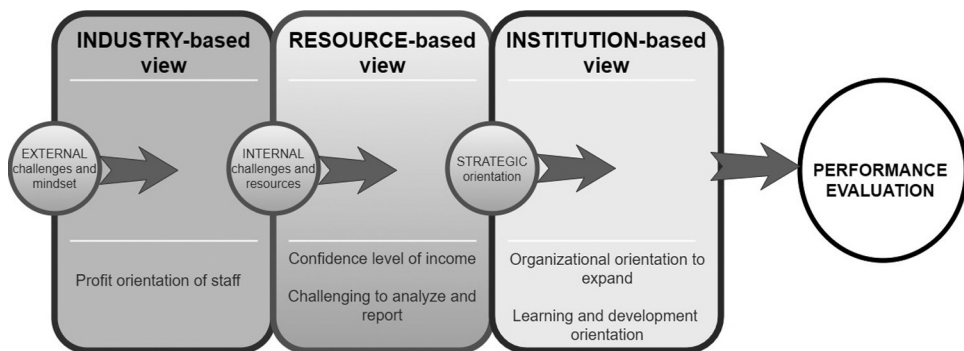 INDUSTRY-based
view
RESOURCE-based
view
INSTITUTION-based
view
EXTERNAL
challenges and
mindset
INTERNAL
challenges and
resources
STRATEGIC
orientation
PERFORMANCE
EVALUATION
Profit orientation of staff
Confidence level of income
Challenging to analyze and
report
Organizational orientation to
expand
Learning and development
orientation